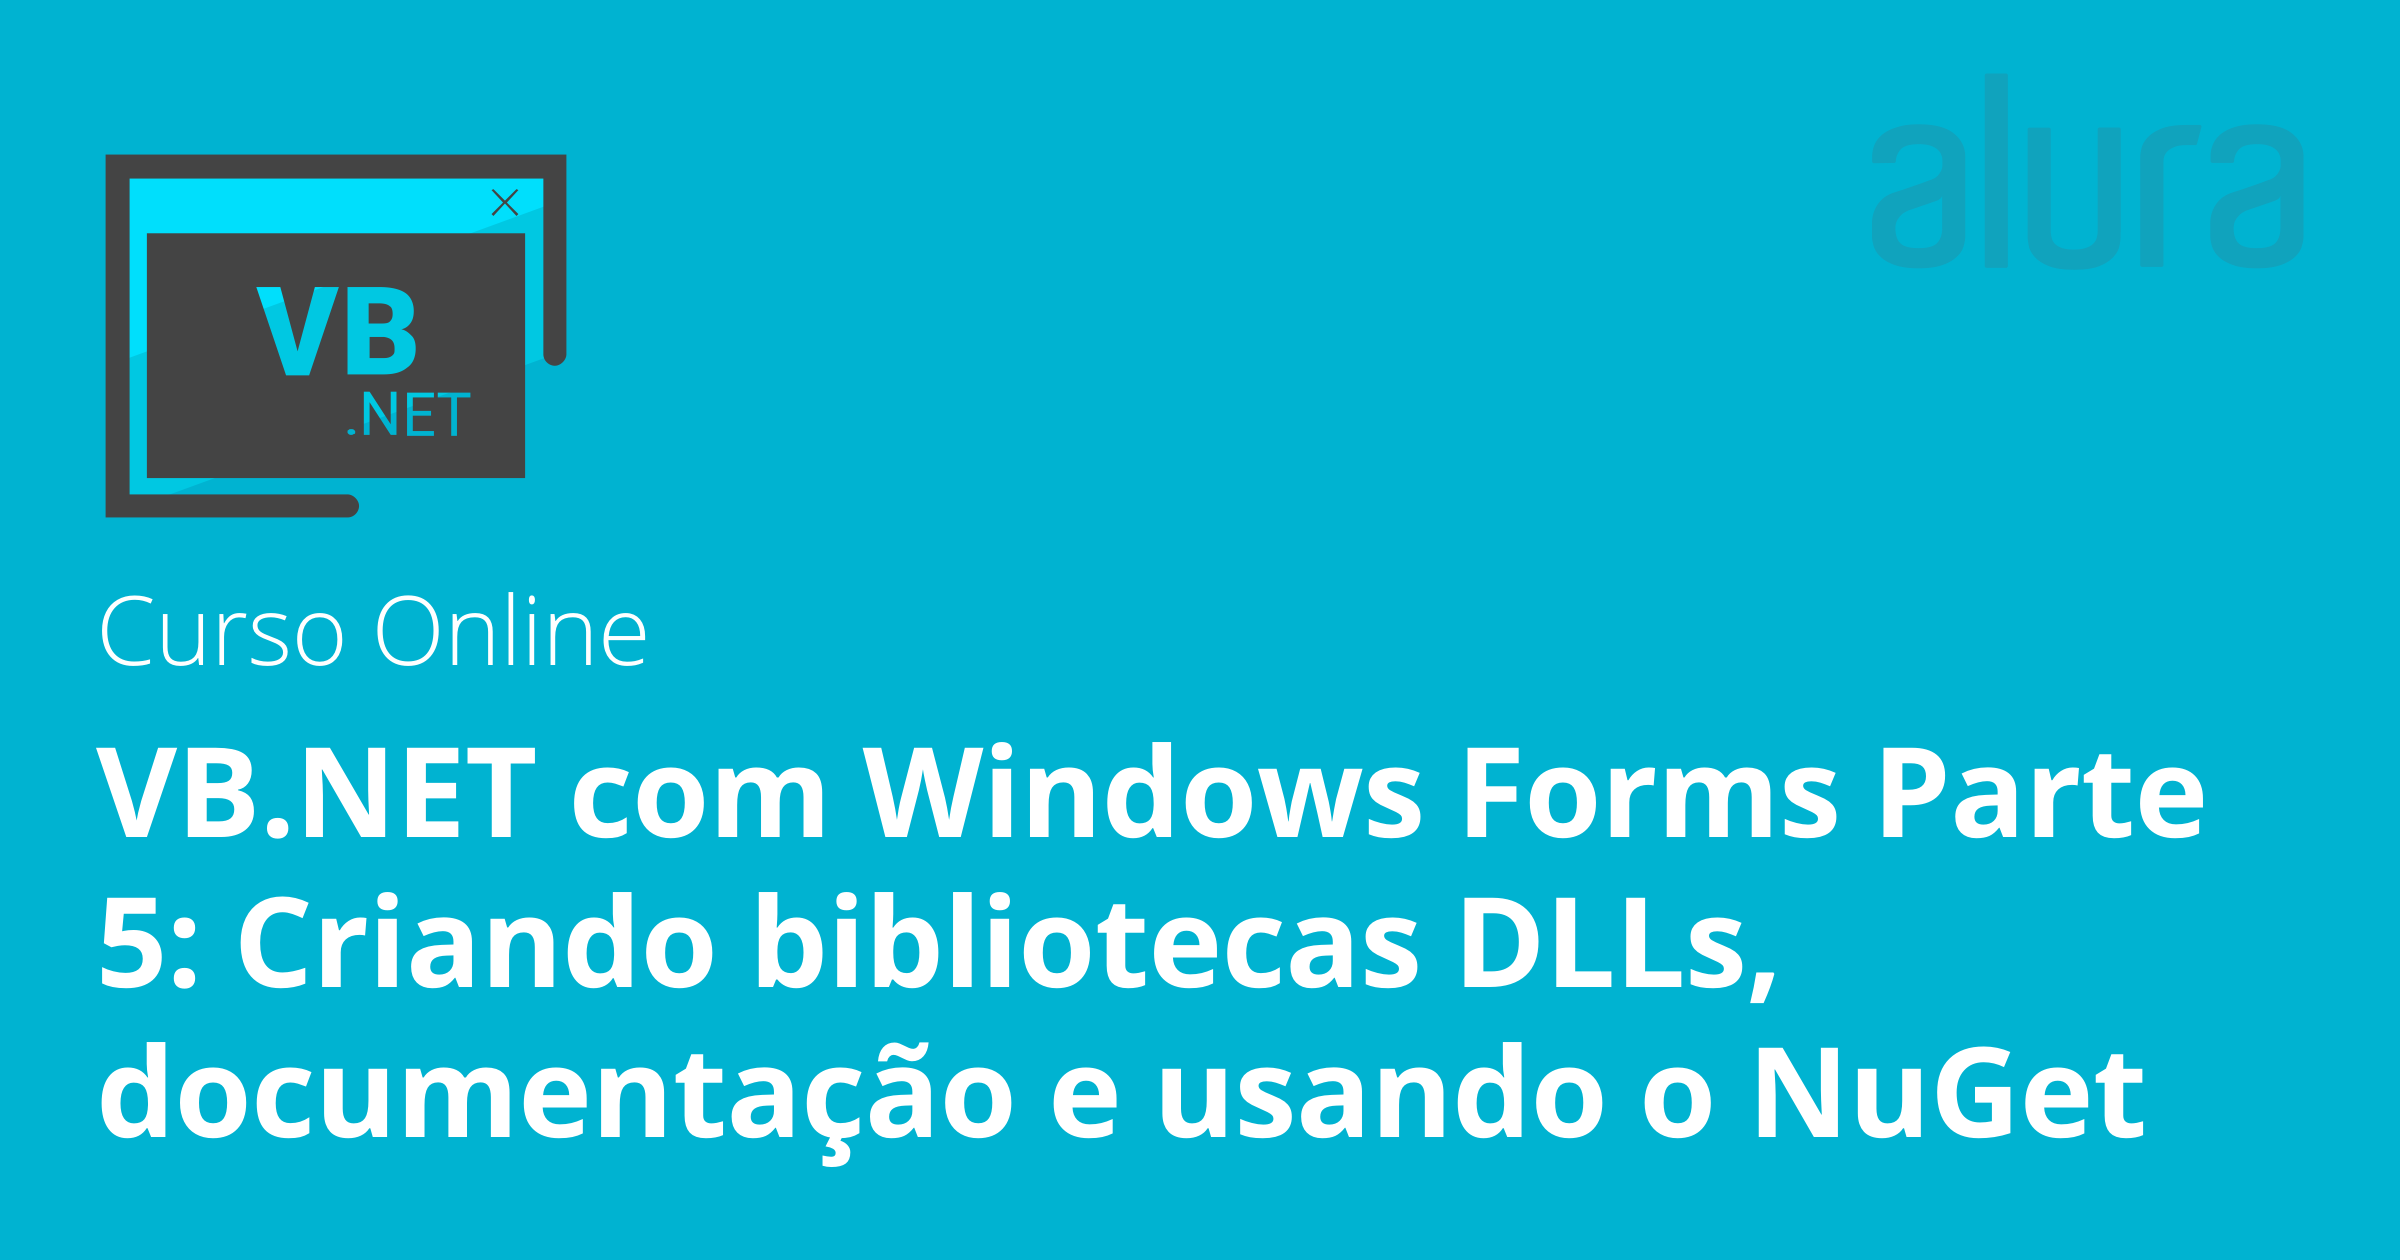 alura
VB
.NET
Curso Online
VB.NET com Windows Forms Parte
5: Criando bibliotecas DLLs,
documentação e usando o NuGet